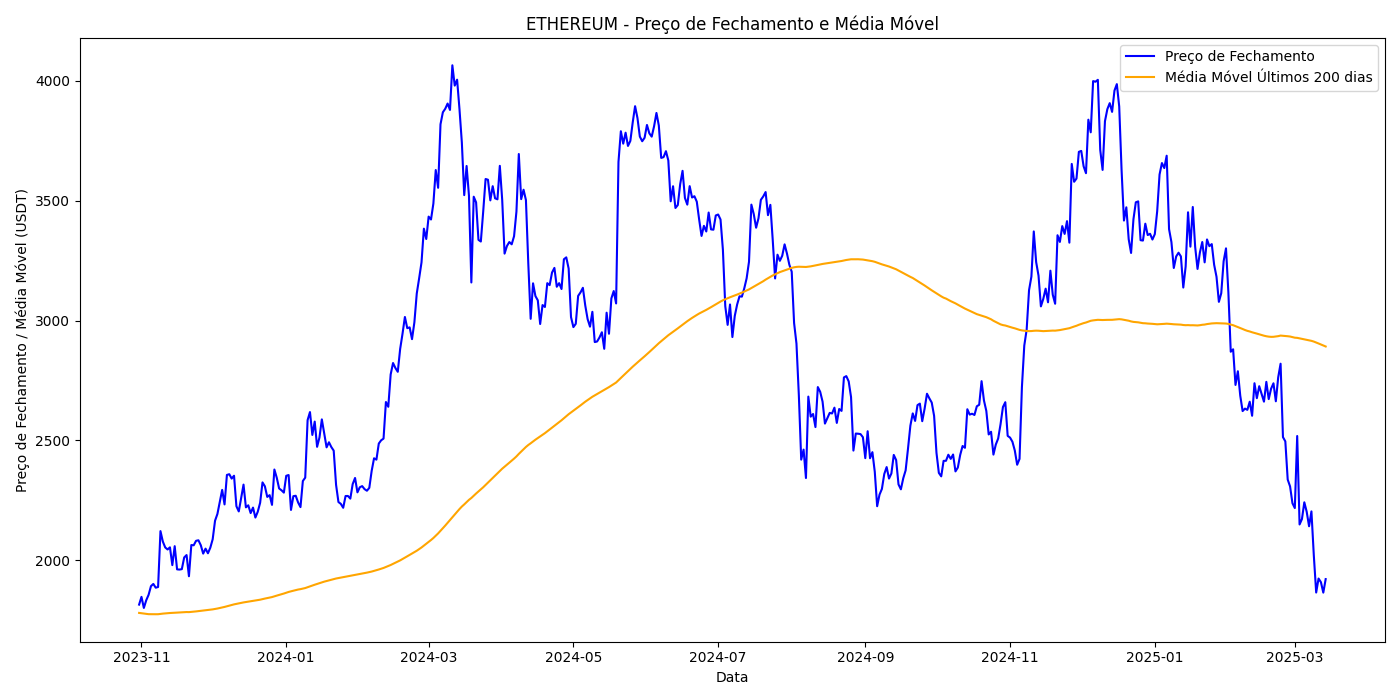 ETHEREUM - Preço de Fechamento e Média Móvel
Preço de Fechamento
Média Móvel Últimos 200 dias
Preço de Fechamento / Média Móvel (USDT)
4000
3500
3000
2500
2000
2023-11
2024-01
2024-03
2024-05
2024-07
2024-09
2024-11
2025-01
2025-03
Data